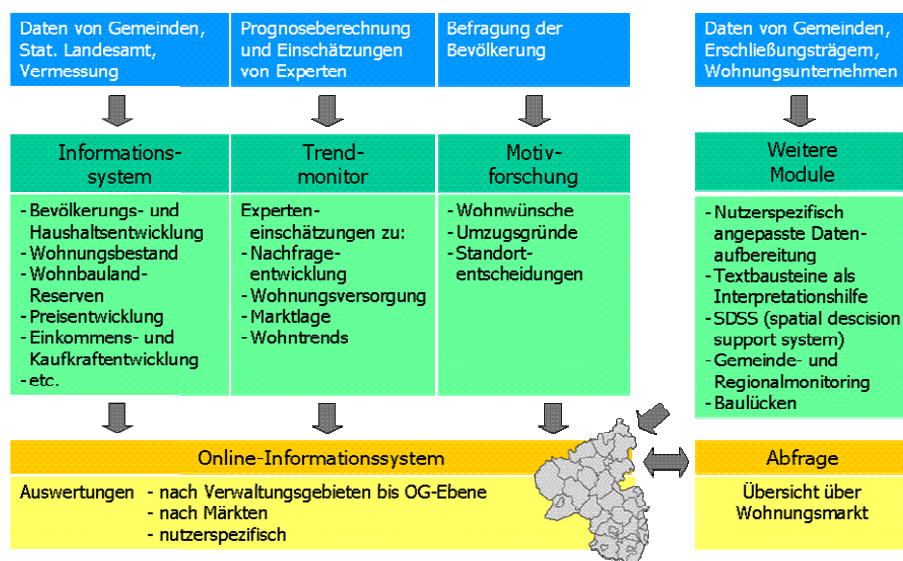 Daten von Gemeinden,
Stat. Landesamt,
Vermessung
Prognoseberechnung
und Einschätzungen
von Experten
Befragung der
Bevölkerung
Daten von Gemeinden,
Erschließungsträgern,
Wohnungsunternehmen
Informations-
system
- Bevölkerungs- und
Haushaltsentwicklung
- Wohnungsbestand
- Wohnbauland-
Reserven
- Preisentwicklung
- Einkommens- und
Kaufkraftentwicklung
- etc.
Trend-
monitor
Experten-
einschätzungen zu:
- Nachfrage-
entwicklung
- Wohnungsversorgung
- Marktlage
- Wohntrends
Motiv-
forschung
- Wohnwünsche
- Umzugsgründe
- Standort-
entscheidungen
Weitere
Module
- Nutzerspezifisch
angepasste Daten-
aufbereitung
- Textbausteine als
Interpretationshilfe
- SDSS (spatial descision
support system)
- Gemeinde- und
Regionalmonitoring
- Baulücken
Online-Informationssystem
Auswertungen - nach Verwaltungsgebieten bis OG-Ebene
- nach Märkten
- nutzerspezifisch
Abfrage
Übersicht über
Wohnungsmarkt